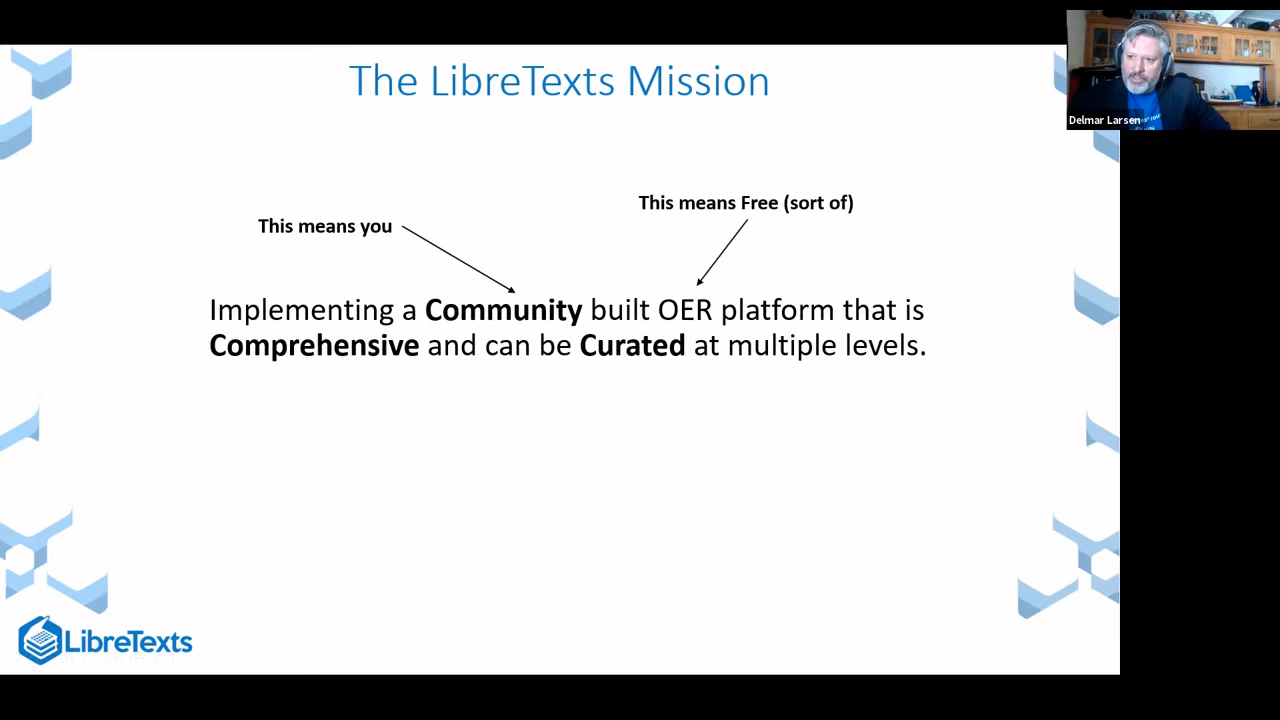 The LibreTexts Mission
Delmar Larsen
This means Free (sort of)
This means you
Implementing a Community built OER platform that is
Comprehensive and can be Curated at multiple levels.
LibreTexts